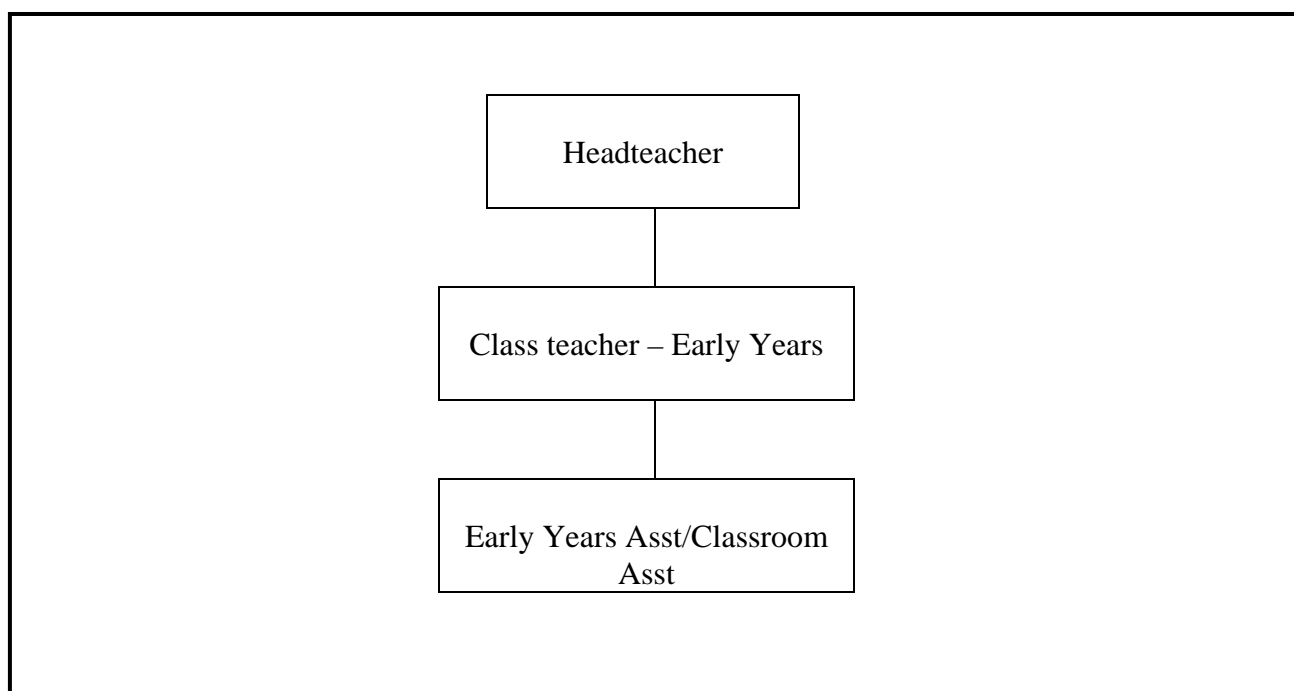 Headteacher
Class teacher – Early Years
Early Years Asst/Classroom
Asst